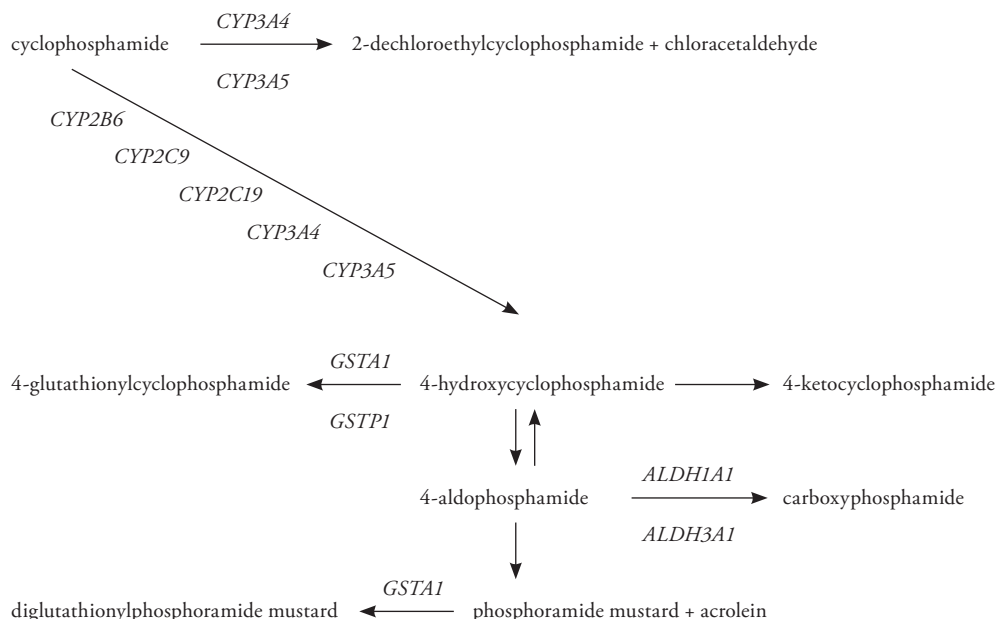 CYP3A4
cyclophosphamide 2-dechloroethylcyclophosphamide + chloracetaldehyde
CYP3A5
CYP2B6
CYP2C9
CYP2C19
CYP3A4
CYP3A5
GSTA1
4-glutathionylcyclophosphamide 4-hydroxycyclophosphamide 4-ketocyclophosphamide
GSTP1
ALDH1A1
4-aldophosphamide carboxyphosphamide
ALDH3A1
GSTA1
diglutathionylphosphoramide mustard phosphoramide mustard + acrolein